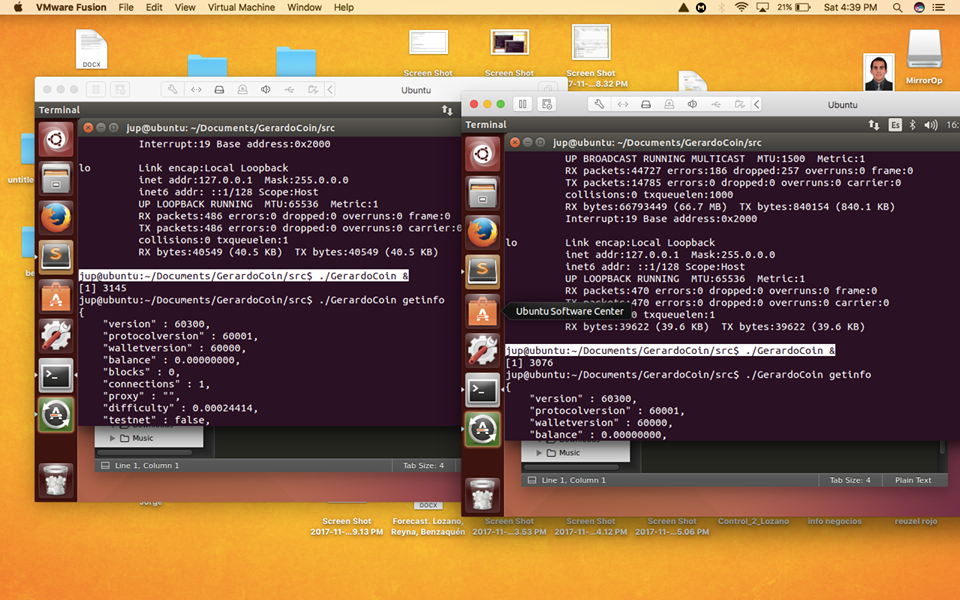 VMware Fusion File Edit View Virtual Machine Window Help 21% Sat 4:39 PM
DOCX
Screen Shot
Screen Shot
Screen Shot
2017-11-...8.32 PM
MirrorOp
Ubuntu
Terminal
jup@ubuntu: ~/Documents/GerardoCoin/src
Interrupt:19 Base address:0x2000
lo Link encap:Local Loopback
inet addr:127.0.0.1 Mask:255.0.0.0
inet6 addr: ::1/128 Scope:Host
UP LOOPBACK RUNNING MTU:65536 Metric:1
RX packets:486 errors:0 dropped:0 overruns:0 frame:0
TX packets:486 errors:0 dropped:0 overruns:0 carrier:0
collisions:0 txqueuelen:1
RX bytes:40549 (40.5 KB) TX bytes:40549 (40.5 KB)
jup@ubuntu:~/Documents/GerardoCoin/src$ ./GerardoCoin &
[1] 3145
jup@ubuntu:~/Documents/GerardoCoin/src$ ./GerardoCoin getinfo
{
"version" : 60300,
"protocolversion" : 60001,
"walletversion" : 60000,
"balance" : 0.00000000,
"blocks" : 0,
"connections" : 1,
"proxy" : "",
"difficulty" : 0.00024414,
"testnet" : false,
Music
Line 1, Column 1 Tab Size: 4
Ubuntu
Terminal Es 16:
jup@ubuntu: ~/Documents/GerardoCoin/src
UP BROADCAST RUNNING MULTICAST MTU:1500 Metric:1
RX packets:44727 errors:186 dropped:257 overruns:0 frame:0
TX packets:14785 errors:0 dropped:0 overruns:0 carrier:0
collisions:0 txqueuelen:1000
RX bytes:66793449 (66.7 MB) TX bytes:840154 (840.1 KB)
Interrupt:19 Base address:0x2000
lo Link encap:Local Loopback
inet addr:127.0.0.1 Mask:255.0.0.0
inet6 addr: ::1/128 Scope:Host
UP LOOPBACK RUNNING MTU:65536 Metric:1
RX packets:470 errors:0 dropped:0 overruns:0 frame:0
TX packets:470 errors:0 dropped:0 overruns:0 carrier:0
Ubuntu Software Center
:0 txqueuelen:1
RX bytes:39622 (39.6 KB) TX bytes:39622 (39.6 KB)
jup@ubuntu:~/Documents/GerardoCoin/src$ ./GerardoCoin &
[1] 3076
jup@ubuntu:~/Documents/GerardoCoin/src$ ./GerardoCoin getinfo
{
"version" : 60300,
"protocolversion" : 60001,
"walletversion" : 60000,
"balance" : 0.00000000,
Music
Line 1, Column 1 Tab Size: 4 Plain Text
untitle
be
Jorge
DOCX
Screen Shot
2017-11-...9.13 PM
Forecast. Lozano,
Reyna, Benzaquén
Screen Shot
...3.53 PM
Screen Shot
2017-11-...4.12 PM
Screen Shot
2017-11-...5.06 PM
Control_2_Lozano
info negocios
reuzel rojo